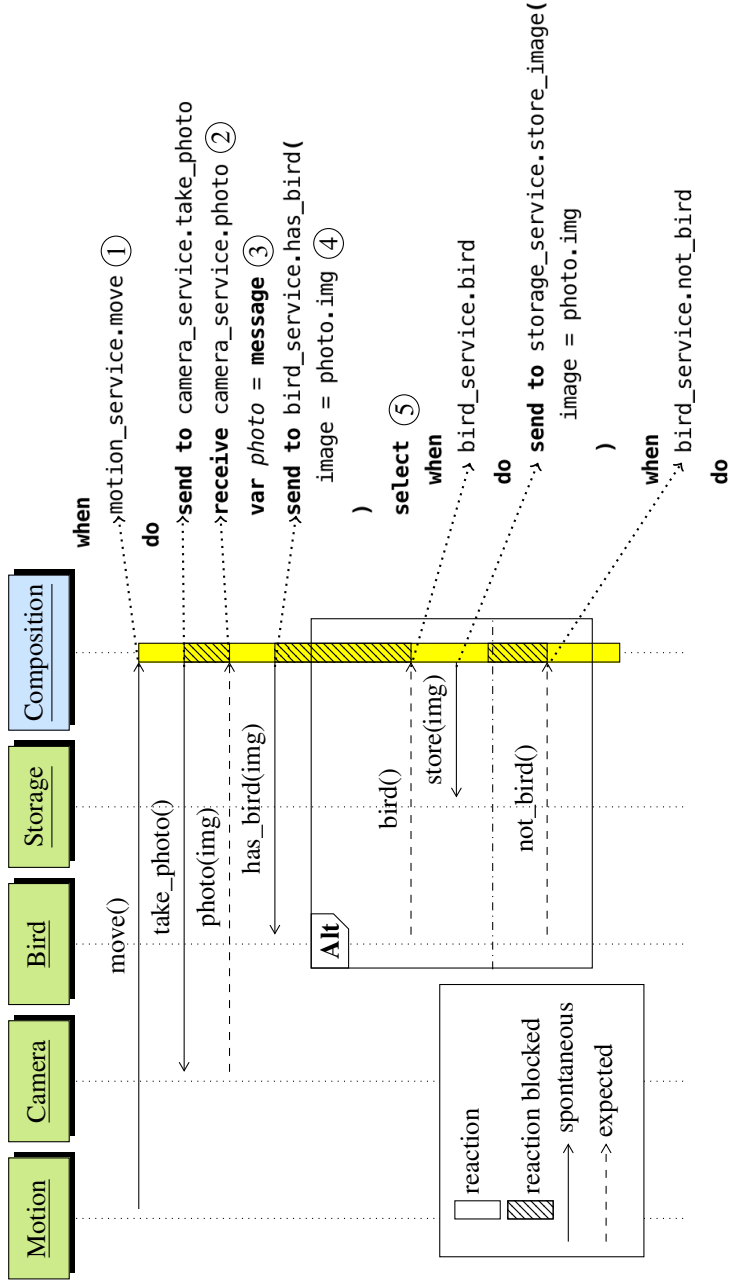 Motion
Camera
Bird
Storage
Composition
move()
take_photo()
photo(img)
has_bird(img)
Alt
bird()
store(img)
not_bird()
reaction
reaction blocked
spontaneous
expected
when
motion_service.move ①
do
send to camera_service.take_photo
receive camera_service.photo ②
var photo = message ③
send to bird_service.has_bird(
image = photo.img ④
)
select ⑤
when
bird_service.bird
do
send to storage_service.store_image(
image = photo.img
)
when
bird_service.not_bird
do